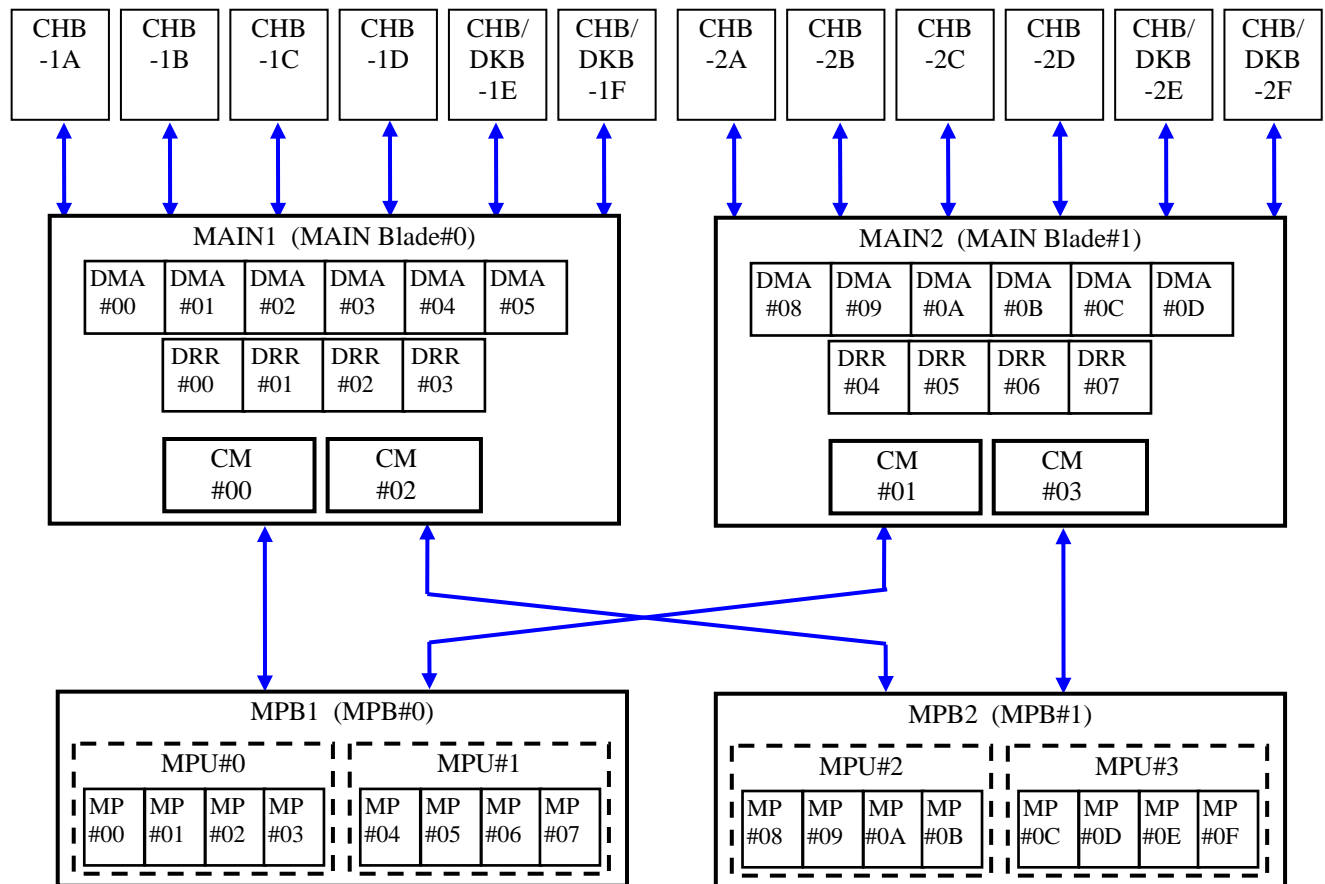 CHB
-1A
CHB
-1B
CHB
-1C
CHB
-1D
CHB/
DKB
-1E
CHB/
DKB
-1F
CHB
-2A
CHB
-2B
CHB
-2C
CHB
-2D
CHB/
DKB
-2E
CHB/
DKB
-2F
MAIN1 (MAIN Blade#0)
DMA
#00
DMA
#01
DMA
#02
DMA
#03
DMA
#04
DMA
#05
DRR
#00
DRR
#01
DRR
#02
DRR
#03
CM
#00
CM
#02
MAIN2 (MAIN Blade#1)
DMA
#08
DMA
#09
DMA
#0A
DMA
#0B
DMA
#0C
DMA
#0D
DRR
#04
DRR
#05
DRR
#06
DRR
#07
CM
#01
CM
#03
MPB1 (MPB#0)
MPU#0
MP
#00
MP
#01
MP
#02
MP
#03
MPU#1
MP
#04
MP
#05
MP
#06
MP
#07
MPB2 (MPB#1)
MPU#2
MP
#08
MP
#09
MP
#0A
MP
#0B
MPU#3
MP
#0C
MP
#0D
MP
#0E
MP
#0F